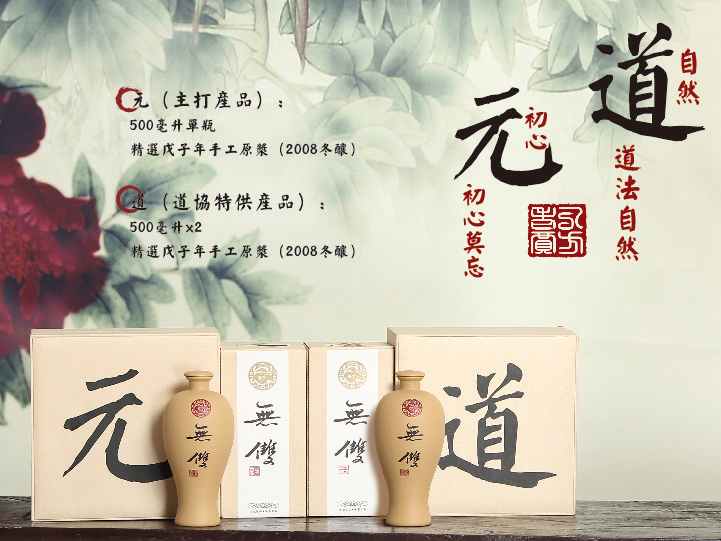 元（主打産品）：
500毫升單瓶
精選戊子年手工原漿（2008冬釀）
道（道協特供産品）：
500毫升x2
精選戊子年手工原漿（2008冬釀）
道
自然
道法自然
元
初心
初心莫忘
元
無雙
無雙
無雙
無雙
道